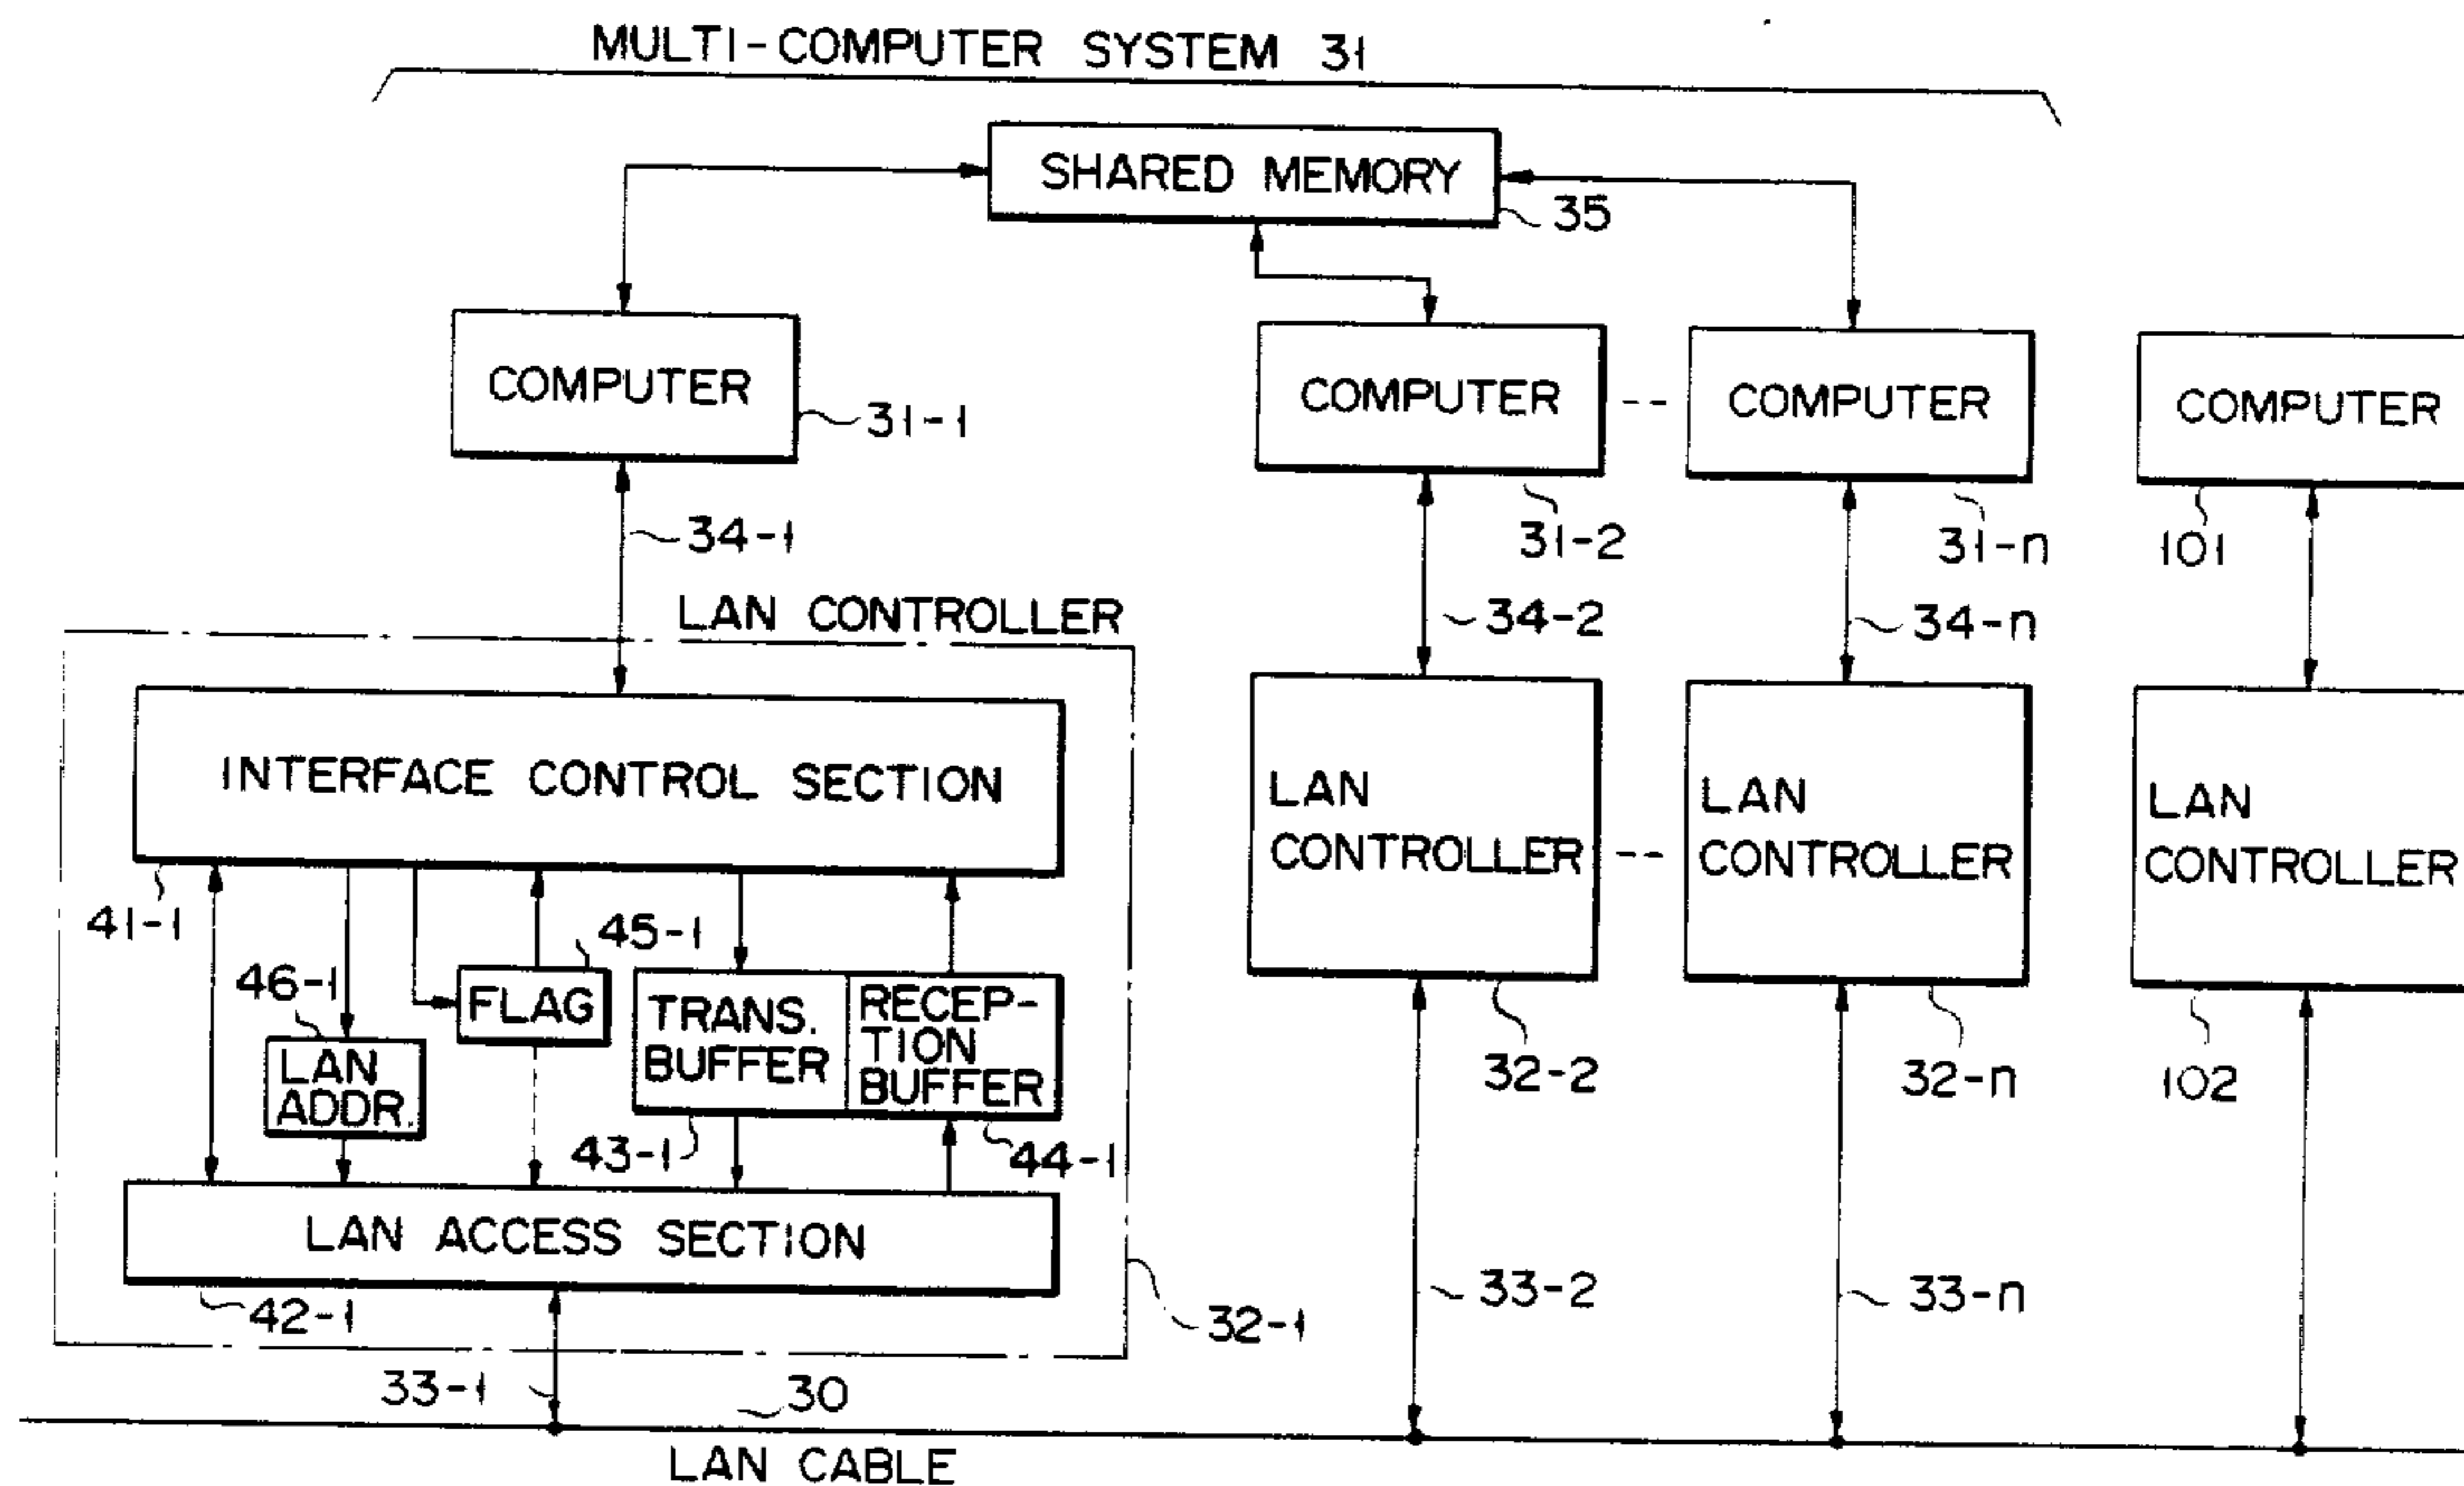 MULTI-COMPUTER SYSTEM 31
SHARED MEMORY
35
COMPUTER
31-1
COMPUTER
31-2
--
COMPUTER
31-n
COMPUTER
101
34-1
34-2
34-n
LAN CONTROLLER
INTERFACE CONTROL SECTION
41-1
LAN
CONTROLLER
--
LAN
CONTROLLER
LAN
CONTROLLER
45-1
46-1
FLAG
TRANS.
BUFFER
RECEP-
TION
BUFFER
LAN
ADDR.
43-1
44-1
32-2
32-n
102
LAN ACCESS SECTION
42-1
32-1
33-1
33-2
33-n
30
LAN CABLE